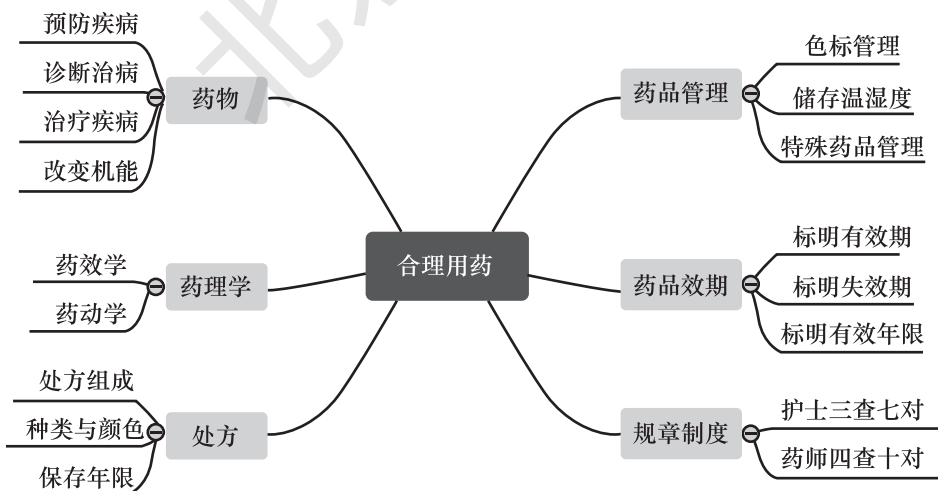 预防疾病
诊断治病
治疗疾病
改变机能
药物
药效学
药动学
药理学
处方组成
种类与颜色
保存年限
处方
合理用药
色标管理
储存温湿度
特殊药品管理
药品管理
标明有效期
标明失效期
标明有效年限
药品效期
护士三查七对
药师四查十对
规章制度